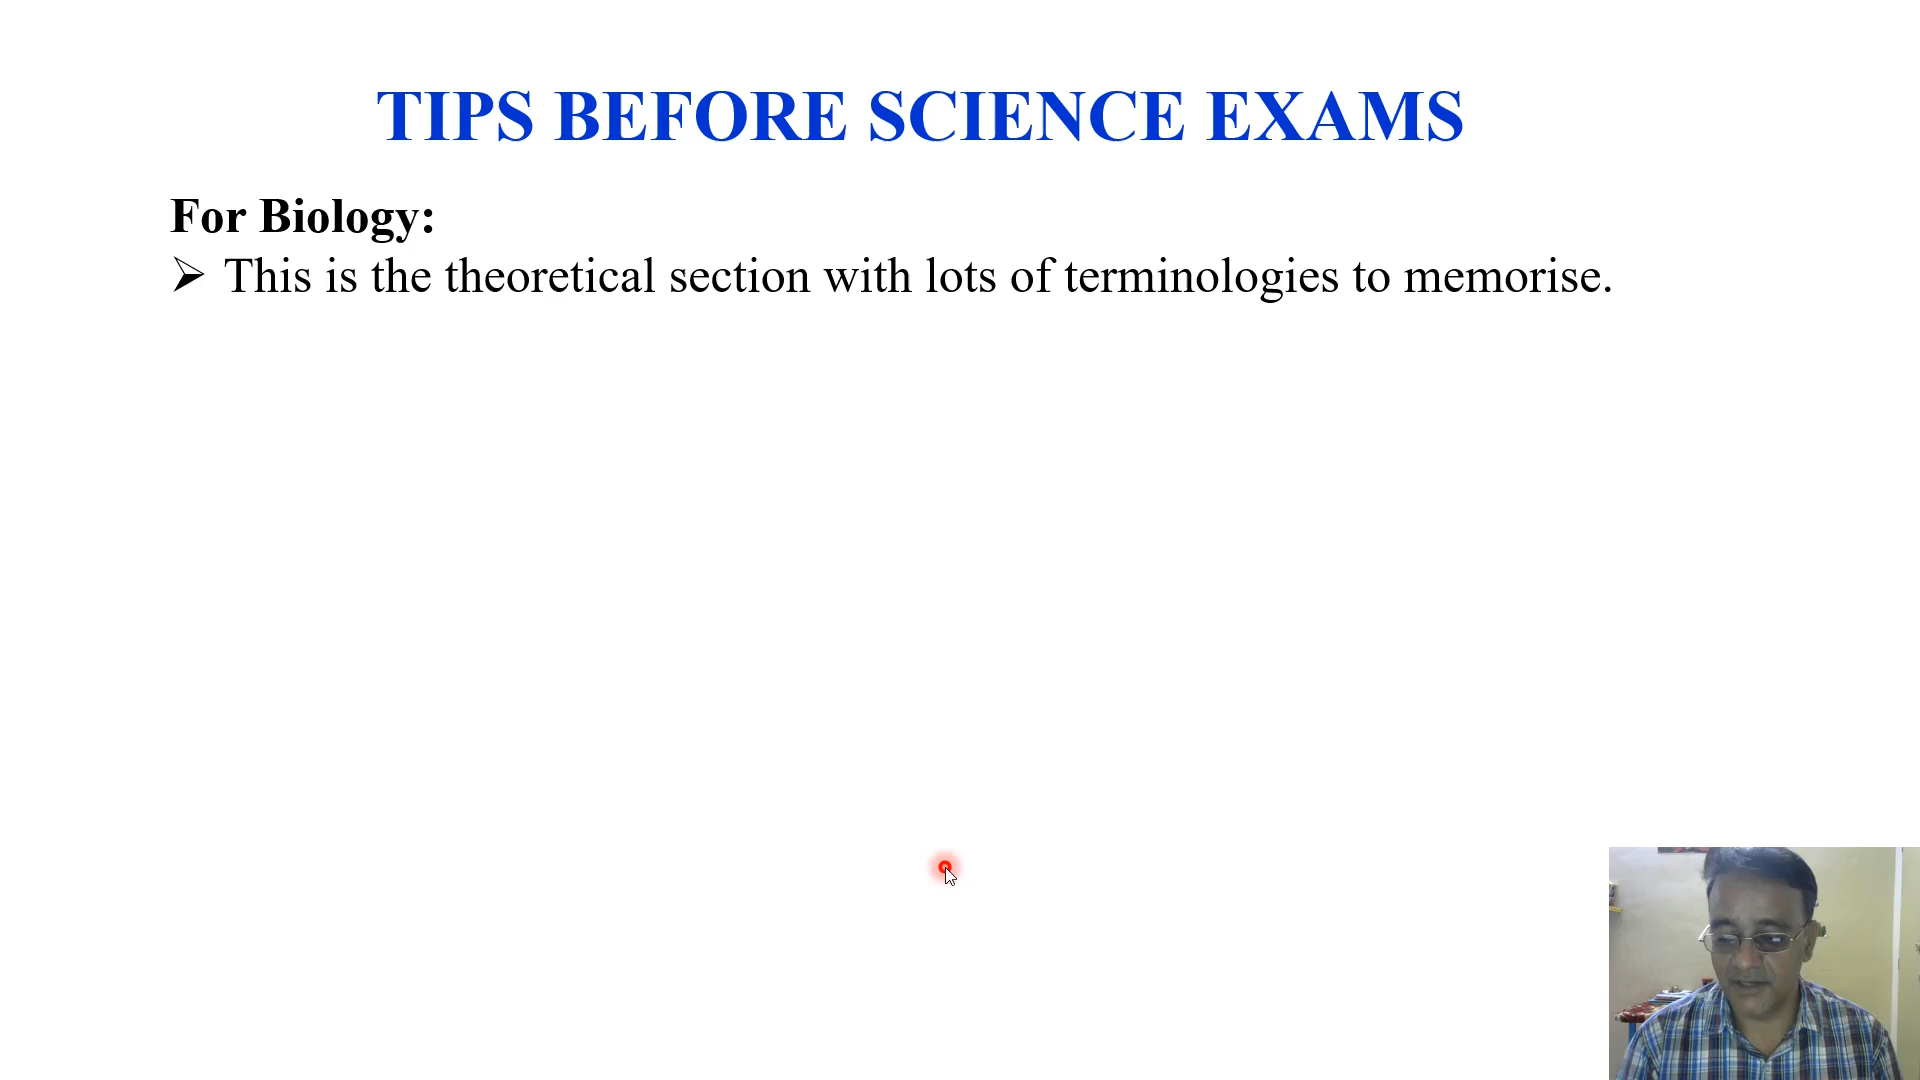 TIPS BEFORE SCIENCE EXAMS
For Biology:
➢ This is the theoretical section with lots of terminologies to memorise.